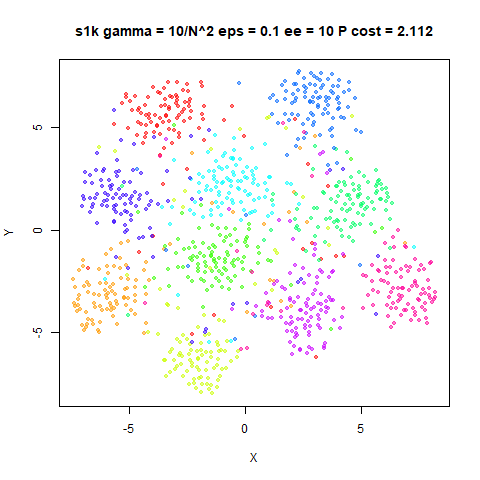 s1k gamma = 10/N^2 eps = 0.1 ee = 10 P cost = 2.112
5
0
-5
Y
-5 0 5
X